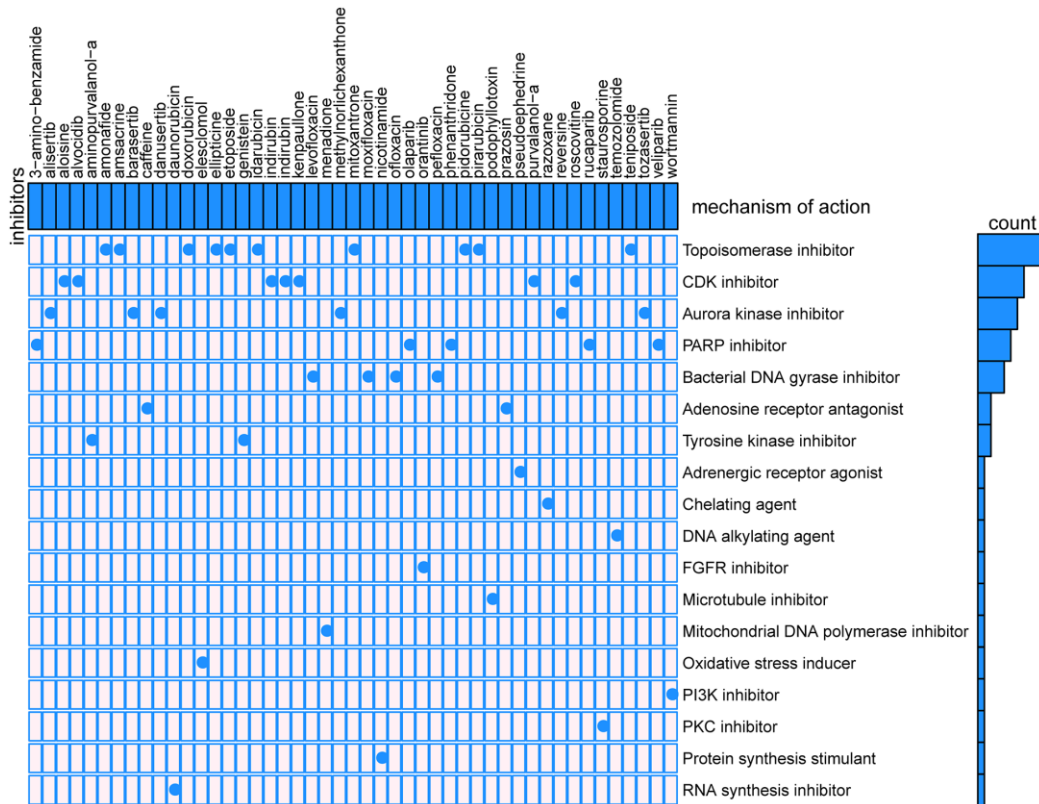 3−amino−benzamide
alisertib
aloisine
alvocidib
aminopurvalanol−a
amonafide
amsacrine
barasertib
caffeine
danusertib
daunorubicin
doxorubicin
elesclomol
ellipticine
etoposide
genistein
idarubicin
indirubin
indirubin
kenpaullone
levofloxacin
menadione
methylnorlichexanthone
mitoxantrone
moxifloxacin
nicotinamide
ofloxacin
olaparib
orantinib
pefloxacin
phenanthridone
pidorubicine
pirarubicin
podophyllotoxin
prazosin
pseudoephedrine
purvalanol−a
razoxane
reversine
roscovitine
rucaparib
staurosporine
temozolomide
teniposide
tozasertib
veliparib
wortmannin
inhibitors
mechanism of action
count
Topoisomerase inhibitor
CDK inhibitor
Aurora kinase inhibitor
PARP inhibitor
Bacterial DNA gyrase inhibitor
Adenosine receptor antagonist
Tyrosine kinase inhibitor
Adrenergic receptor agonist
Chelating agent
DNA alkylating agent
FGFR inhibitor
Microtubule inhibitor
Mitochondrial DNA polymerase inhibitor
Oxidative stress inducer
PI3K inhibitor
PKC inhibitor
Protein synthesis stimulant
RNA synthesis inhibitor